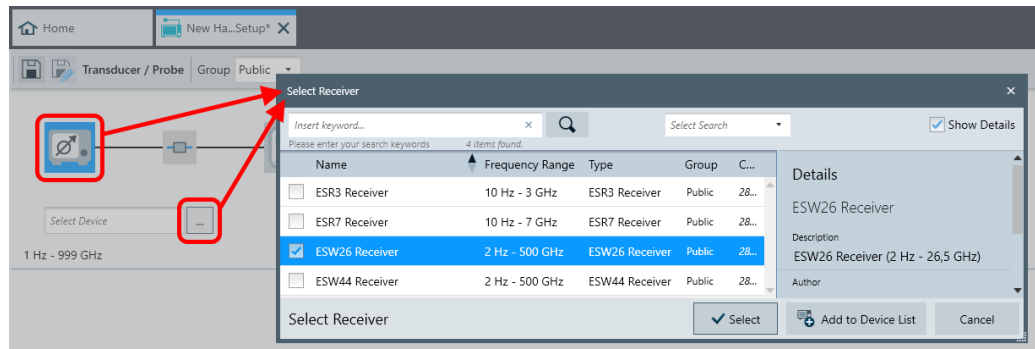 Home
New Ha...Setup*
Transducer / Probe Group Public
Select Receiver
Insert keyword...
Select Search
Show Details
Please enter your search keywords
4 items found.
Name Frequency Range Type Group C...
ESR3 Receiver 10 Hz - 3 GHz ESR3 Receiver Public 28...
ESR7 Receiver 10 Hz - 7 GHz ESR7 Receiver Public 28...
ESW26 Receiver 2 Hz - 500 GHz ESW26 Receiver Public 28...
ESW44 Receiver 2 Hz - 500 GHz ESW44 Receiver Public 28...
Details
ESW26 Receiver
Description
ESW26 Receiver (2 Hz - 26,5 GHz)
Author
Select Device
...
1 Hz - 999 GHz
Select Receiver
Select
Add to Device List
Cancel